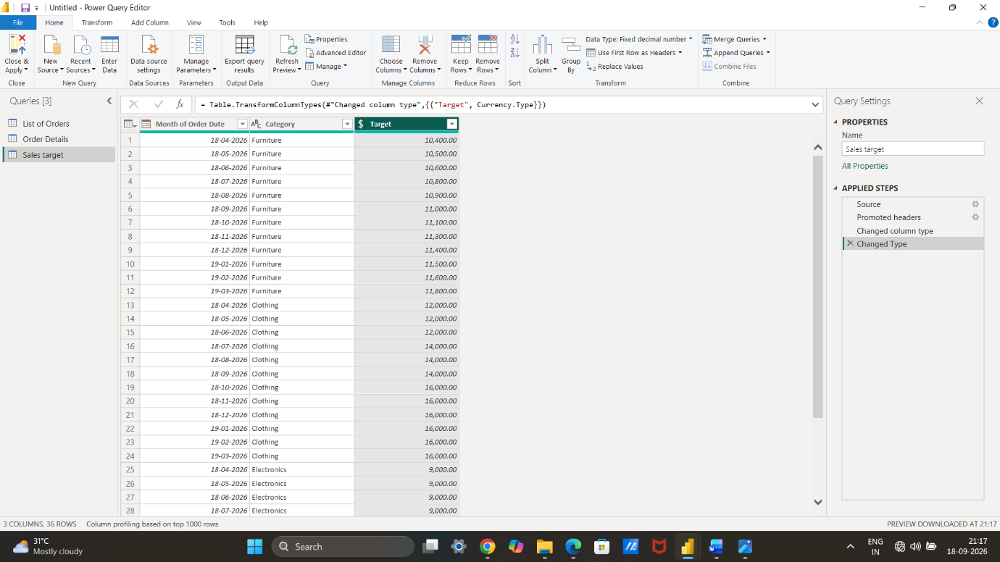 Untitled - Power Query Editor
File Home Transform Add Column View Tools Help
Close & Apply
New Source
Recent Sources
Enter Data
Data source settings
Manage Parameters
Export query results
Refresh Preview
Properties
Advanced Editor
Manage
Choose Columns
Remove Columns
Keep Rows
Remove Rows
Split Column
Group By
Data Type: Fixed decimal number
Use First Row as Headers
Replace Values
Merge Queries
Append Queries
Combine Files
Close New Query Data Sources Parameters Output Data Query Manage Columns Reduce Rows Sort Transform Combine
Queries [3]
List of Orders
Order Details
Sales target
fx = Table.TransformColumnTypes(#"Changed column type",{{"Target", Currency.Type}})
Month of Order Date ABC Category $ Target
1 18-04-2026 Furniture 10,400.00
2 18-05-2026 Furniture 10,500.00
3 18-06-2026 Furniture 10,600.00
4 18-07-2026 Furniture 10,800.00
5 18-08-2026 Furniture 10,900.00
6 18-09-2026 Furniture 11,000.00
7 18-10-2026 Furniture 11,100.00
8 18-11-2026 Furniture 11,300.00
9 18-12-2026 Furniture 11,400.00
10 19-01-2026 Furniture 11,500.00
11 19-02-2026 Furniture 11,600.00
12 19-03-2026 Furniture 11,800.00
13 18-04-2026 Clothing 12,000.00
14 18-05-2026 Clothing 12,000.00
15 18-06-2026 Clothing 12,000.00
16 18-07-2026 Clothing 14,000.00
17 18-08-2026 Clothing 14,000.00
18 18-09-2026 Clothing 14,000.00
19 18-10-2026 Clothing 16,000.00
20 18-11-2026 Clothing 16,000.00
21 18-12-2026 Clothing 16,000.00
22 19-01-2026 Clothing 16,000.00
23 19-02-2026 Clothing 16,000.00
24 19-03-2026 Clothing 16,000.00
25 18-04-2026 Electronics 9,000.00
26 18-05-2026 Electronics 9,000.00
27 18-06-2026 Electronics 9,000.00
28 18-07-2026 Electronics 9,000.00
Query Settings
PROPERTIES
Name
Sales target
All Properties
APPLIED STEPS
Source
Promoted headers
Changed column type
Changed Type
3 COLUMNS, 36 ROWS Column profiling based on top 1000 rows
PREVIEW DOWNLOADED AT 21:17
31°C
Mostly cloudy
Search
ENG
IN
21:17
18-09-2026